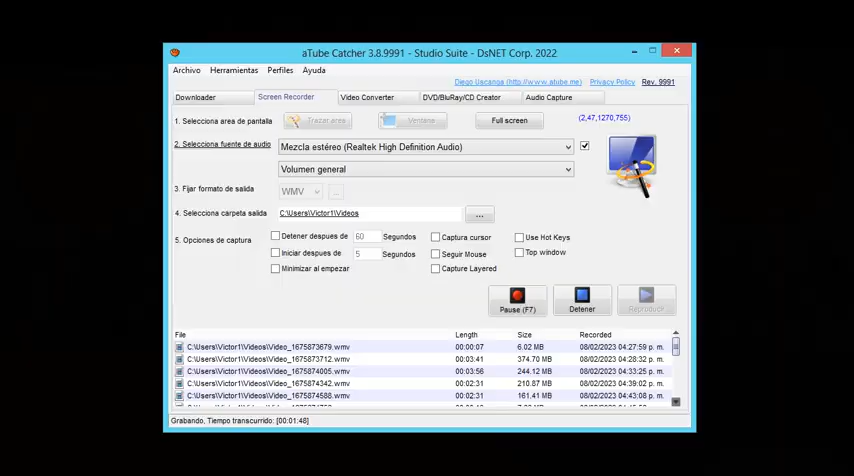 aTube Catcher 3.8.9991 - Studio Suite - DsNET Corp. 2022
Archivo Herramientas Perfiles Ayuda
Diego Uscanga (http://www.atube.me) Privacy Policy Rev. 9991
Downloader Screen Recorder Video Converter DVD/BluRay/CD Creator Audio Capture
1. Selecciona area de pantalla Trazar area Ventana Full screen (2,47,1270,755)
2. Selecciona fuente de audio Mezcla estéreo (Realtek High Definition Audio)
Volumen general
3. Fijar formato de salida WMV ...
4. Selecciona carpeta salida C:\Users\Victor1\Videos ...
5. Opciones de captura Detener despues de 60 Segundos Captura cursor Use Hot Keys
Iniciar despues de 5 Segundos Seguir Mouse Top window
Minimizar al empezar Capture Layered
Pause (F7) Detener Reproducir
File Length Size Recorded
C:\Users\Victor1\Videos\Video_1675873679.wmv 00:00:07 6.02 MB 08/02/2023 04:27:59 p. m.
C:\Users\Victor1\Videos\Video_1675873712.wmv 00:03:41 374.70 MB 08/02/2023 04:28:32 p. m.
C:\Users\Victor1\Videos\Video_1675874005.wmv 00:03:56 244.12 MB 08/02/2023 04:33:25 p. m.
C:\Users\Victor1\Videos\Video_1675874342.wmv 00:02:31 210.87 MB 08/02/2023 04:39:02 p. m.
C:\Users\Victor1\Videos\Video_1675874588.wmv 00:02:31 161.41 MB 08/02/2023 04:43:08 p. m.
Grabando, Tiempo transcurrido: [00:01:48]